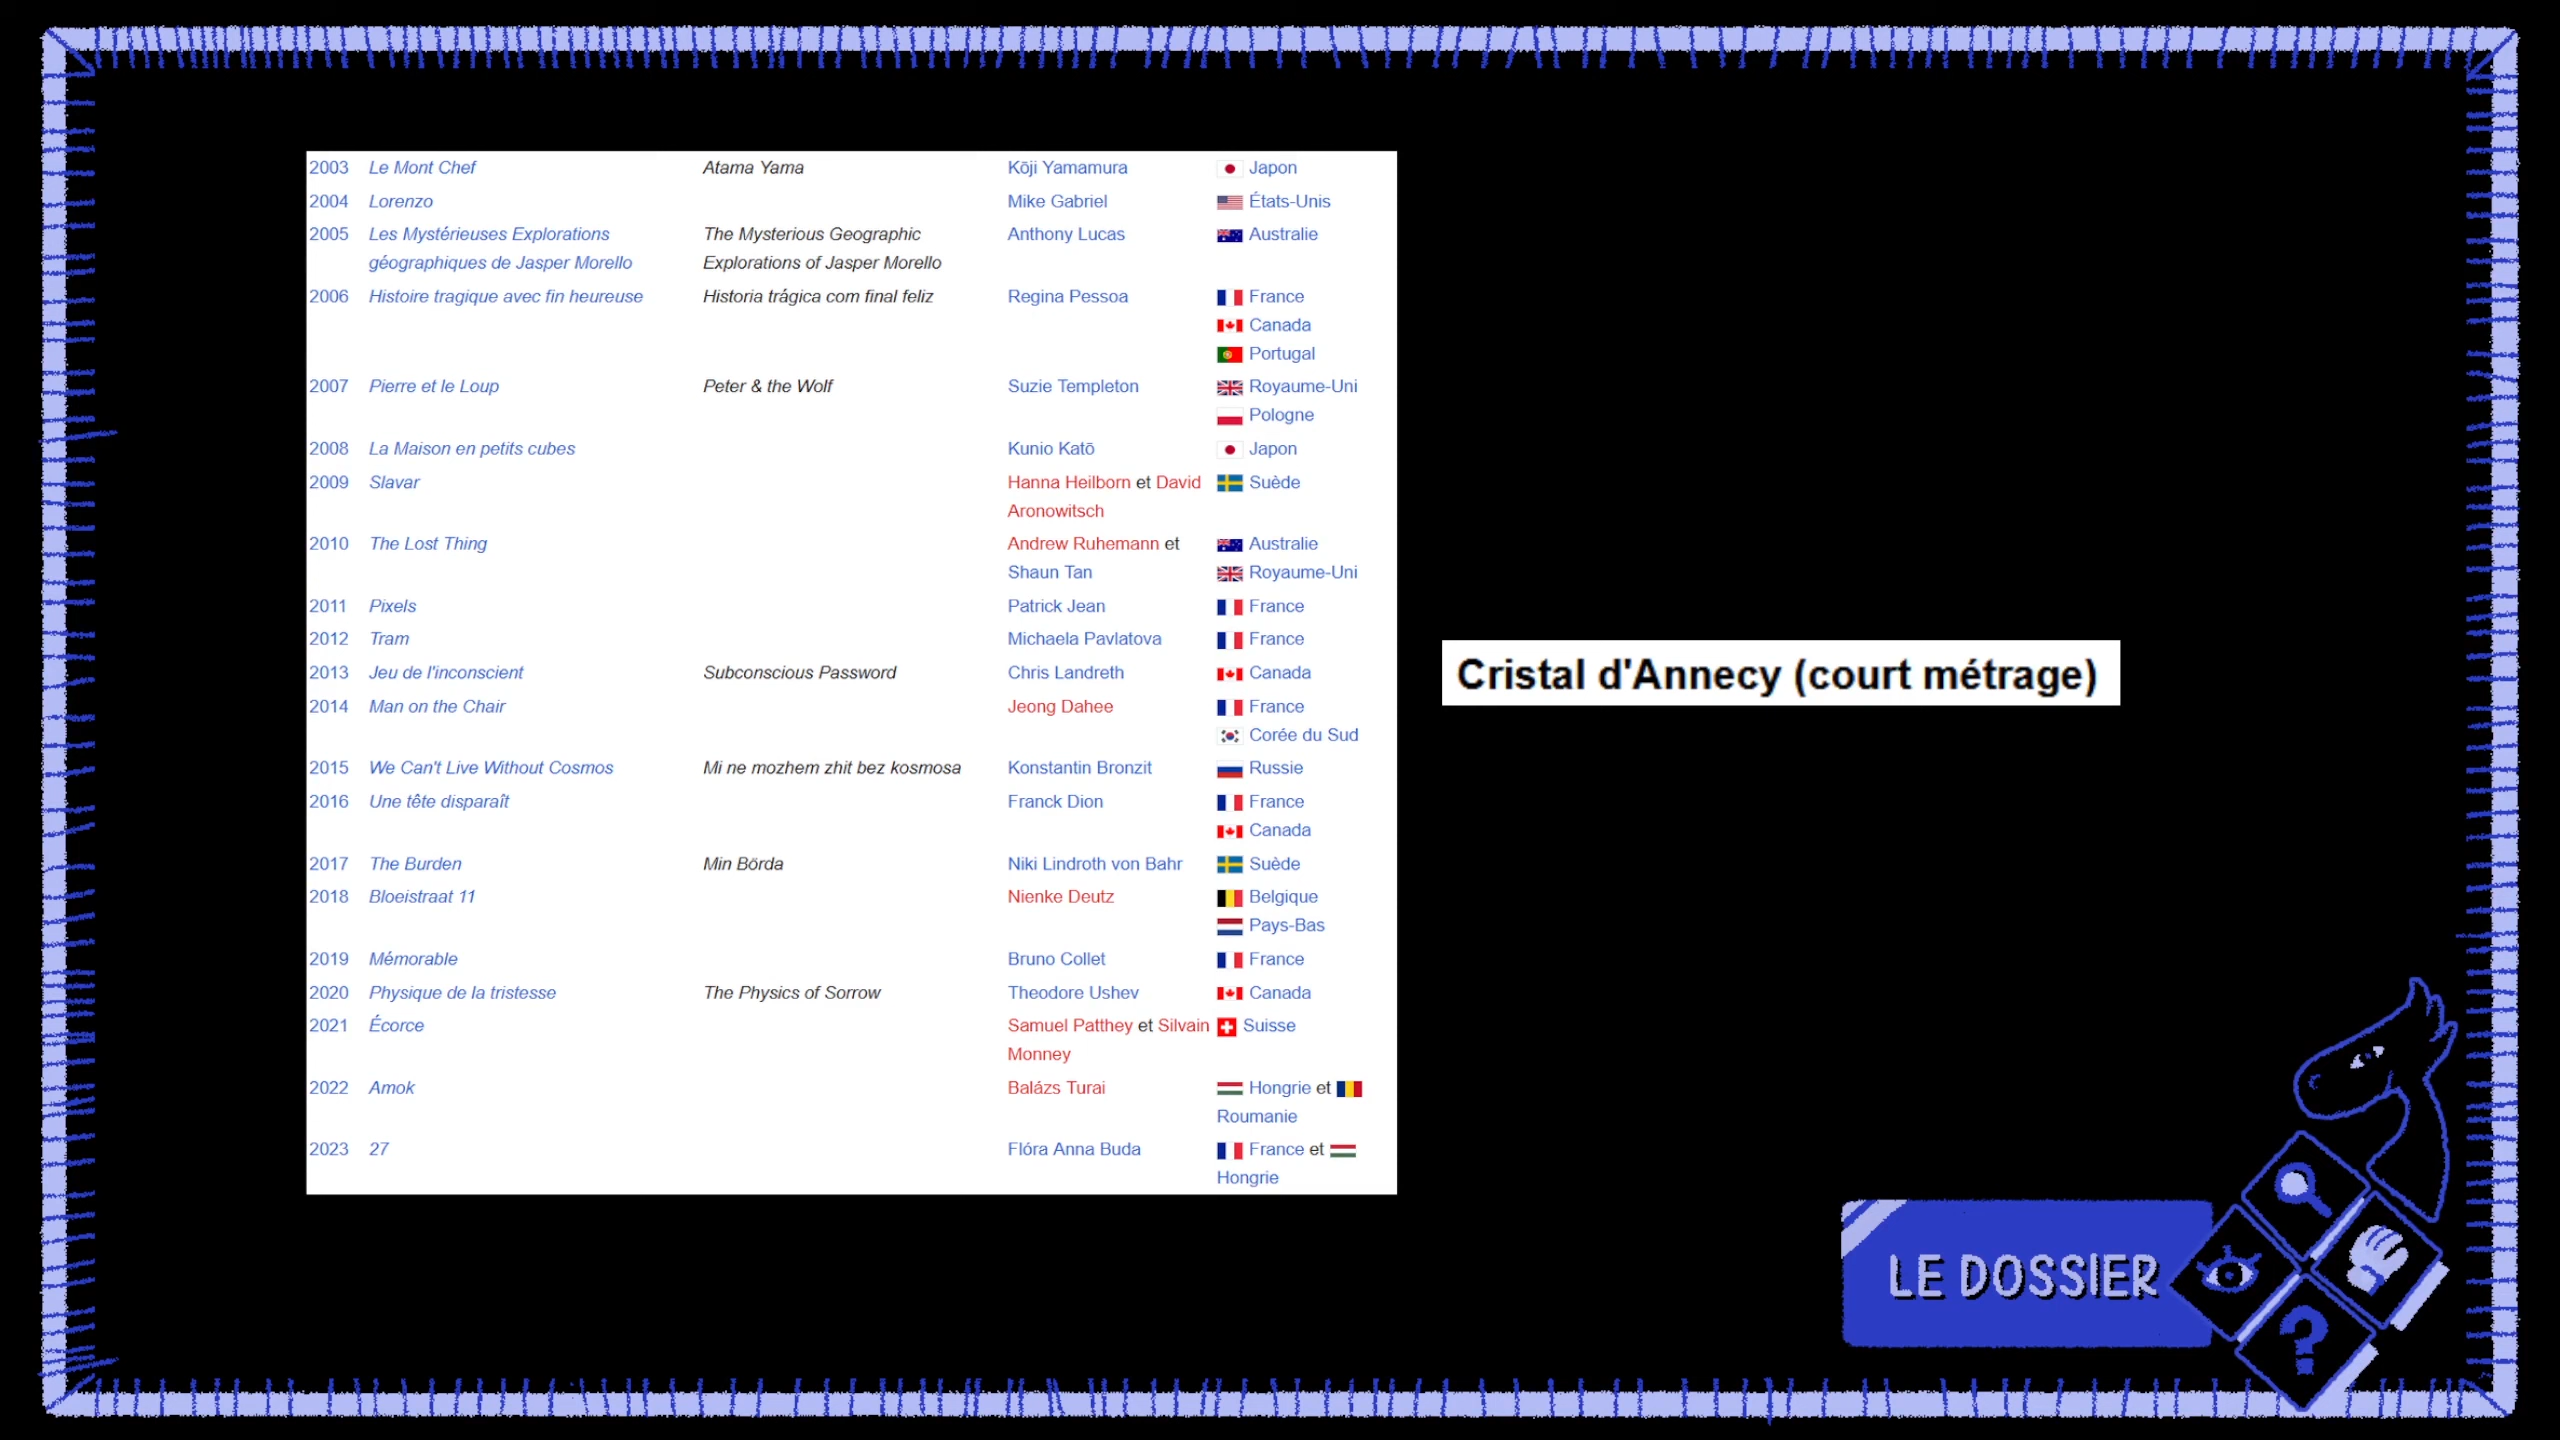 2003 Le Mont Chef Atama Yama Kōji Yamamura Japon
2004 Lorenzo Mike Gabriel États-Unis
2005 Les Mystérieuses Explorations The Mysterious Geographic Anthony Lucas Australie
géographiques de Jasper Morello Explorations of Jasper Morello
2006 Histoire tragique avec fin heureuse Historia trágica com final feliz Regina Pessoa France
Canada
Portugal
2007 Pierre et le Loup Peter & the Wolf Suzie Templeton Royaume-Uni
Pologne
2008 La Maison en petits cubes Kunio Katō Japon
2009 Slavar Hanna Heilborn et David Suède
Aronowitsch
2010 The Lost Thing Andrew Ruhemann et Australie
Shaun Tan Royaume-Uni
2011 Pixels Patrick Jean France
2012 Tram Michaela Pavlatova France
2013 Jeu de l'inconscient Subconscious Password Chris Landreth Canada
2014 Man on the Chair Jeong Dahee France
Corée du Sud
2015 We Can't Live Without Cosmos Mi ne mozhem zhit bez kosmosa Konstantin Bronzit Russie
2016 Une tête disparaît Franck Dion France
Canada
2017 The Burden Min Börda Niki Lindroth von Bahr Suède
2018 Bloeistraat 11 Nienke Deutz Belgique
Pays-Bas
2019 Mémorable Bruno Collet France
2020 Physique de la tristesse The Physics of Sorrow Theodore Ushev Canada
2021 Écorce Samuel Patthey et Silvain Suisse
Monney
2022 Amok Balázs Turai Hongrie et
Roumanie
2023 27 Flóra Anna Buda France et
Hongrie
Cristal d'Annecy (court métrage)
LE DOSSIER
?